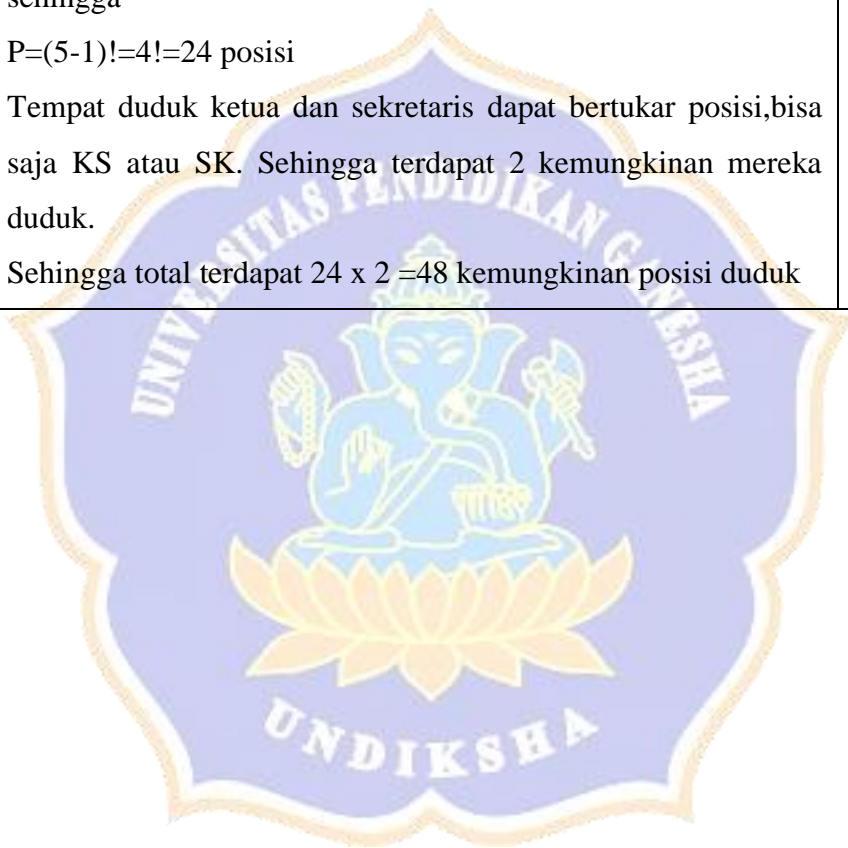 sehingga
P=(5-1)!=4!=24 posisi
Tempat duduk ketua dan sekretaris dapat bertukar posisi,bisa
saja KS atau SK. Sehingga terdapat 2 kemungkinan mereka
duduk.
Sehingga total terdapat 24 x 2 =48 kemungkinan posisi duduk
UNIVERSITAS PENDIDIKAN GANESHA
UNDIKSHA